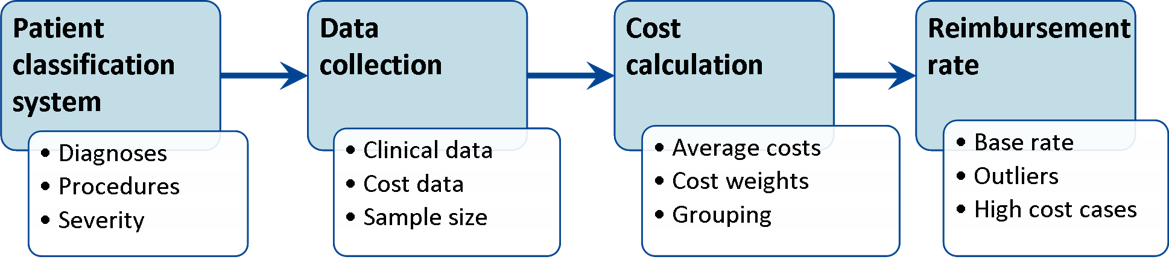 Patient
classification
system
• Diagnoses
• Procedures
• Severity
Data
collection
• Clinical data
• Cost data
• Sample size
Cost
calculation
• Average costs
• Cost weights
• Grouping
Reimbursement
rate
• Base rate
• Outliers
• High cost cases